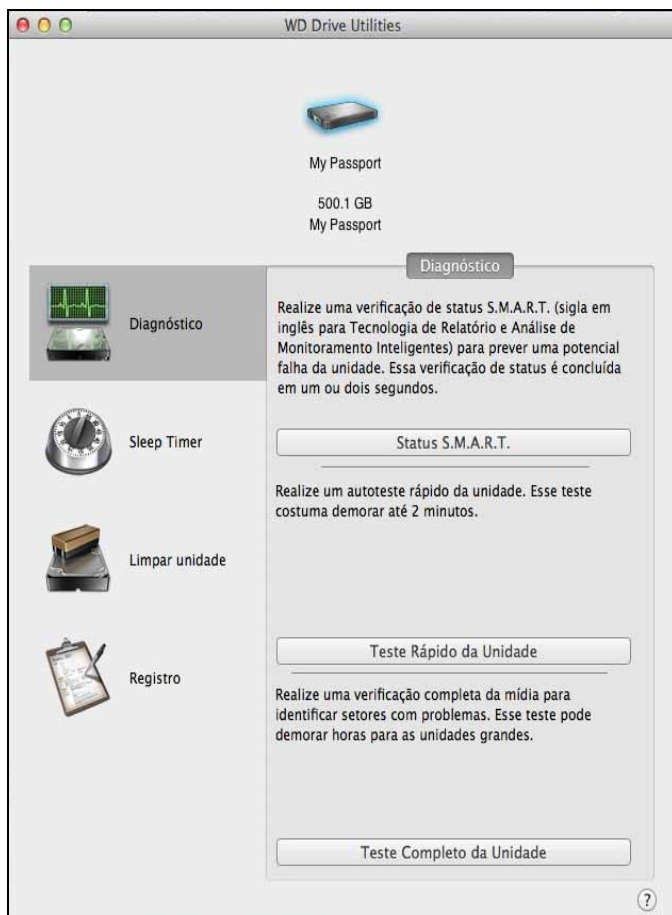 WD Drive Utilities
My Passport
500.1 GB
My Passport
Diagnóstico
Sleep Timer
Limpar unidade
Registro
Diagnóstico
Realize uma verificação de status S.M.A.R.T. (sigla em
inglês para Tecnologia de Relatório e Análise de
Monitoramento Inteligentes) para prever uma potencial
falha da unidade. Essa verificação de status é concluída
em um ou dois segundos.
Status S.M.A.R.T.
Realize um autoteste rápido da unidade. Esse teste
costuma demorar até 2 minutos.
Teste Rápido da Unidade
Realize uma verificação completa da mídia para
identificar setores com problemas. Esse teste pode
demorar horas para as unidades grandes.
Teste Completo da Unidade
?